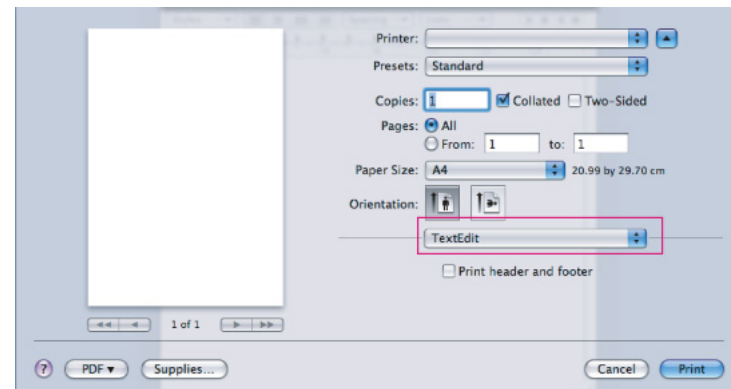 Printer:
Presets: Standard
Copies: 1 Collated Two-Sided
Pages: All
From: 1 to: 1
Paper Size: A4 20.99 by 29.70 cm
Orientation:
TextEdit
Print header and footer
1 of 1
? PDF Supplies... Cancel Print